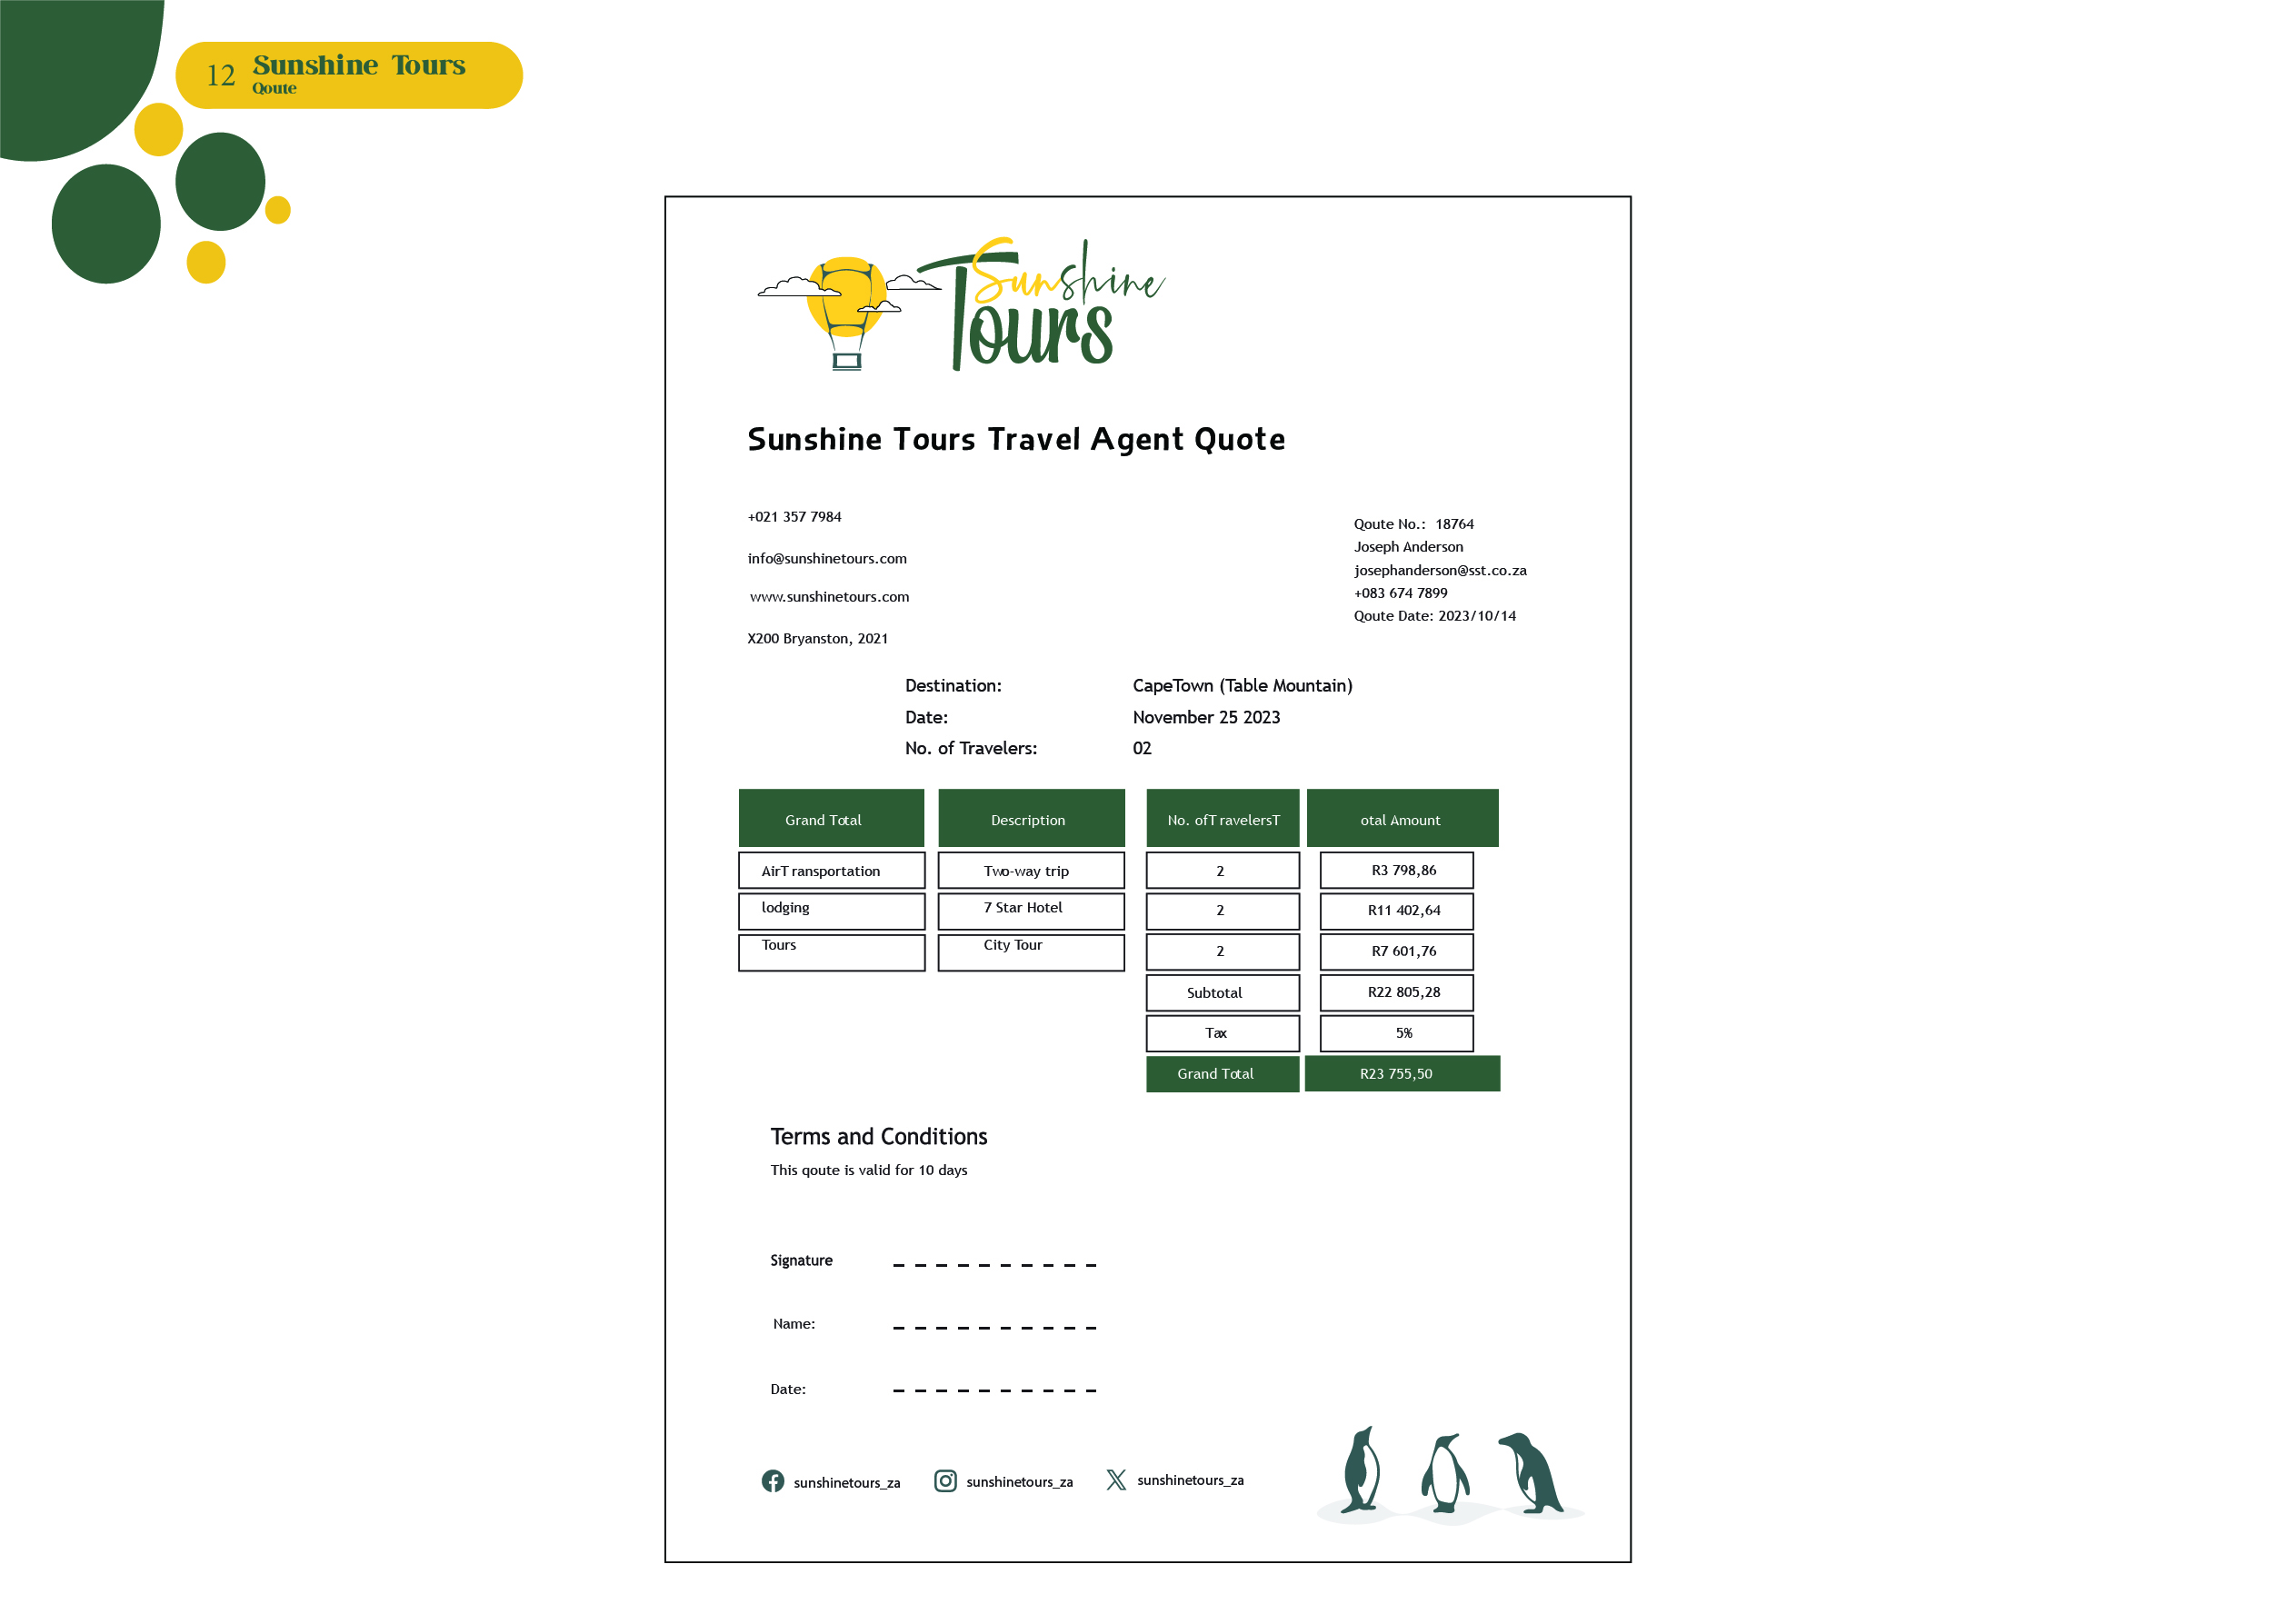 12 Sunshine Tours
Qoute
Sunshine
Tours
Sunshine Tours Travel Agent Quote
+021 357 7984
info@sunshinetours.com
www.sunshinetours.com
X200 Bryanston, 2021
Qoute No.: 18764
Joseph Anderson
josephanderson@sst.co.za
+083 674 7899
Qoute Date: 2023/10/14
Destination: CapeTown (Table Mountain)
Date: November 25 2023
No. of Travelers: 02
Grand Total Description No. ofT ravelersT otal Amount
AirT ransportation Two-way trip 2 R3 798,86
lodging 7 Star Hotel 2 R11 402,64
Tours City Tour 2 R7 601,76
Subtotal R22 805,28
Tax 5%
Grand Total R23 755,50
Terms and Conditions
This qoute is valid for 10 days
Signature
Name:
Date:
sunshinetours_za sunshinetours_za sunshinetours_za